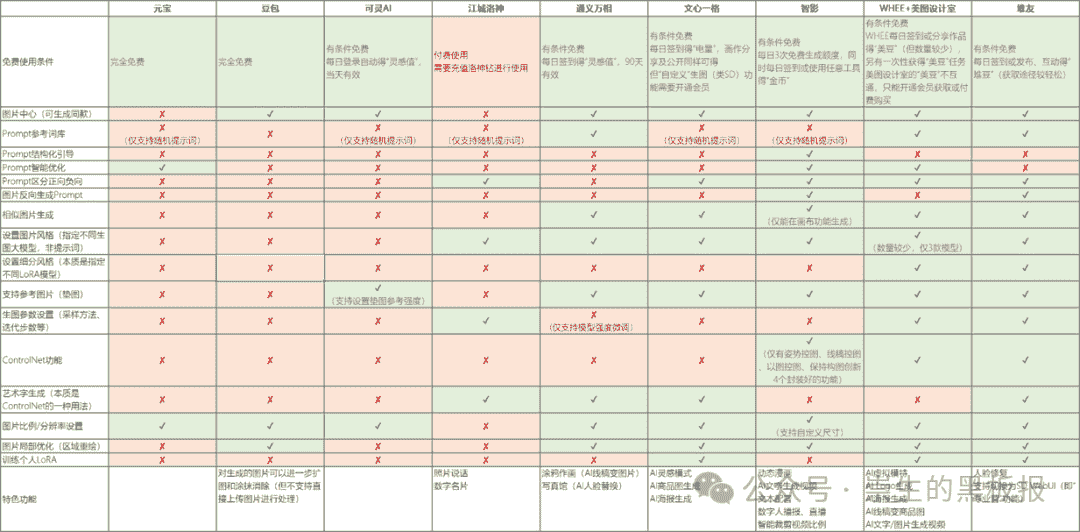 元宝 豆包 可灵AI 江城洛神 通义万相 文心一格 智影 WHEE+美图设计室 堆友
免费使用条件
完全免费
完全免费
有条件免费
每日登录自动得“灵感值”，
当天有效
付费使用
需要充值洛神钻进行使用
有条件免费
每日签到得“灵感值”，90天
有效
有条件免费
每日签到得“电量”，画作分
享及公开同样可得
但“自定义”生图（类SD）功
能需要开通会员
有条件免费
每日3次免费生成额度，同
时每日签到或使用任意工具
得“金币”
有条件免费
WHEE每日签到或分享作品
得“美豆”（但数量较少），
另有一次性获得“美豆”任务
美图设计室的“美豆”不互
通，只能开通会员获取或付
费购买
有条件免费
每日签到或发布、互动得“
堆豆”（获取途径较轻松）
图片中心（可生成同款） ✗ ✓ ✓ ✗ ✓ ✓ ✓ ✓ ✓
Prompt参考词库 ✗ ✗ ✗ ✗ ✓ ✗ ✗ ✓ ✓
（仅支持随机提示词） （仅支持随机提示词） （仅支持随机提示词） （仅支持随机提示词） （仅支持随机提示词）
Prompt结构化引导 ✗ ✗ ✗ ✗ ✗ ✗ ✓ ✗ ✗
Prompt智能优化 ✓ ✗ ✗ ✗ ✗ ✗ ✓ ✓ ✗
Prompt区分正向负向 ✗ ✗ ✗ ✓ ✗ ✓ ✓ ✓ ✓
图片反向生成Prompt ✗ ✗ ✗ ✗ ✗ ✗ ✓ ✗ ✓
相似图片生成 ✗ ✗ ✗ ✗ ✓ ✓ ✓ ✓ ✓
（仅能在画布功能生成）
设置图片风格（指定不同生
图大模型，非提示词） ✗ ✗ ✗ ✓ ✓ ✓ ✓ ✓ ✓
（数量较少，仅3款模型）
设置细分风格（本质是指定
不同LoRA模型） ✗ ✗ ✗ ✗ ✗ ✗ ✗ ✓ ✓
支持参考图片（垫图） ✗ ✗ ✓ ✗ ✓ ✓ ✓ ✓ ✓
（支持设置垫图参考强度）
生图参数设置（采样方法、
迭代步数等） ✗ ✗ ✗ ✓ ✗ ✗ ✗ ✓ ✓
（仅支持模型强度微调）
ControlNet功能 ✗ ✗ ✗ ✗ ✗ ✗ ✓ ✓ ✓
（仅有姿势控图、线稿控图
、以图控图、保持构图创新
4个封装好的功能）
艺术字生成（本质是
ControlNet的一种用法） ✗ ✗ ✗ ✓ ✓ ✓ ✗ ✗ ✓
图片比例/分辨率设置 ✓ ✓ ✓ ✗ ✓ ✓ ✓ ✓ ✓
（支持自定义尺寸）
图片局部优化（区域重绘） ✗ ✓ ✗ ✗ ✓ ✓ ✓ ✓ ✓
训练个人LoRA ✗ ✗ ✗ ✗ ✓ ✓ ✗ ✓ ✓
特色功能
对生成的图片可以进一步扩
图和涂抹消除（但不支持直
接上传图片进行处理）
照片说话
数字名片
涂鸦作画（AI线稿变图片）
写真馆（AI人脸替换）
AI灵感模式
AI商品图生成
AI海报生成
动态漫画
AI文章生成视频
文本配音
数字人播报、直播
智能裁剪视频比例
AI虚拟模特
AI Logo生成
AI海报生成
AI线稿变商品图
AI文字/图片生成视频
人脸修复
公众号 的黑板报